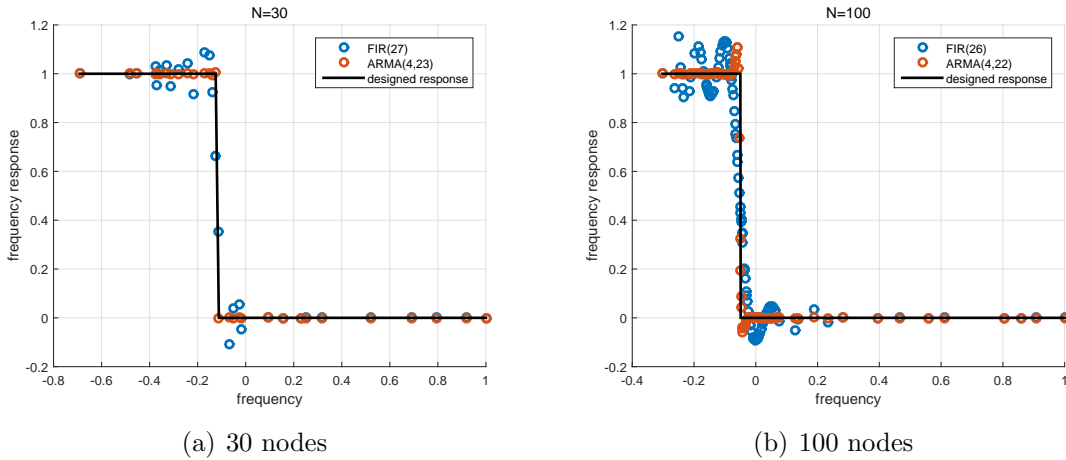 N=30
FIR(27)
ARMA(4,23)
designed response
1.2
1
0.8
0.6
0.4
0.2
0
-0.2
frequency response
-0.8
-0.6
-0.4
-0.2
0
0.2
0.4
0.6
0.8
1
frequency
(a) 30 nodes
N=100
FIR(26)
ARMA(4,22)
designed response
1.2
1
0.8
0.6
0.4
0.2
0
-0.2
frequency response
-0.4
-0.2
0
0.2
0.4
0.6
0.8
1
frequency
(b) 100 nodes